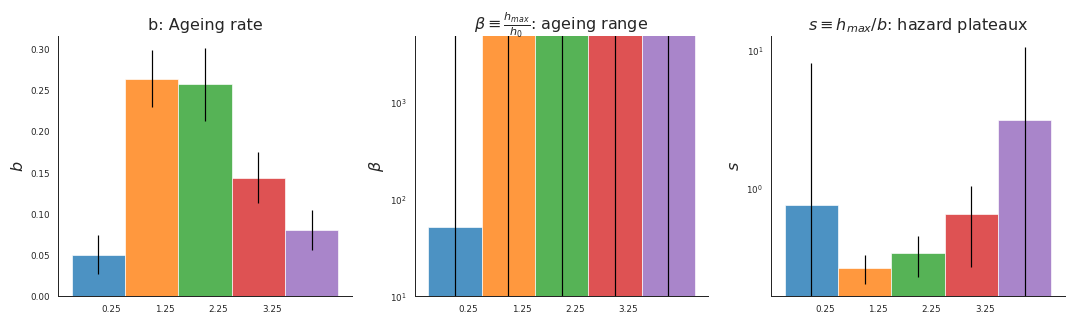 b: Ageing rate
b
0.30
0.25
0.20
0.15
0.10
0.05
0.00
0.25 1.25 2.25 3.25
β ≡ h_max/h_0: ageing range
β
10^3
10^2
10^1
0.25 1.25 2.25 3.25
s ≡ h_max/b: hazard plateaux
s
10^1
10^0
0.25 1.25 2.25 3.25